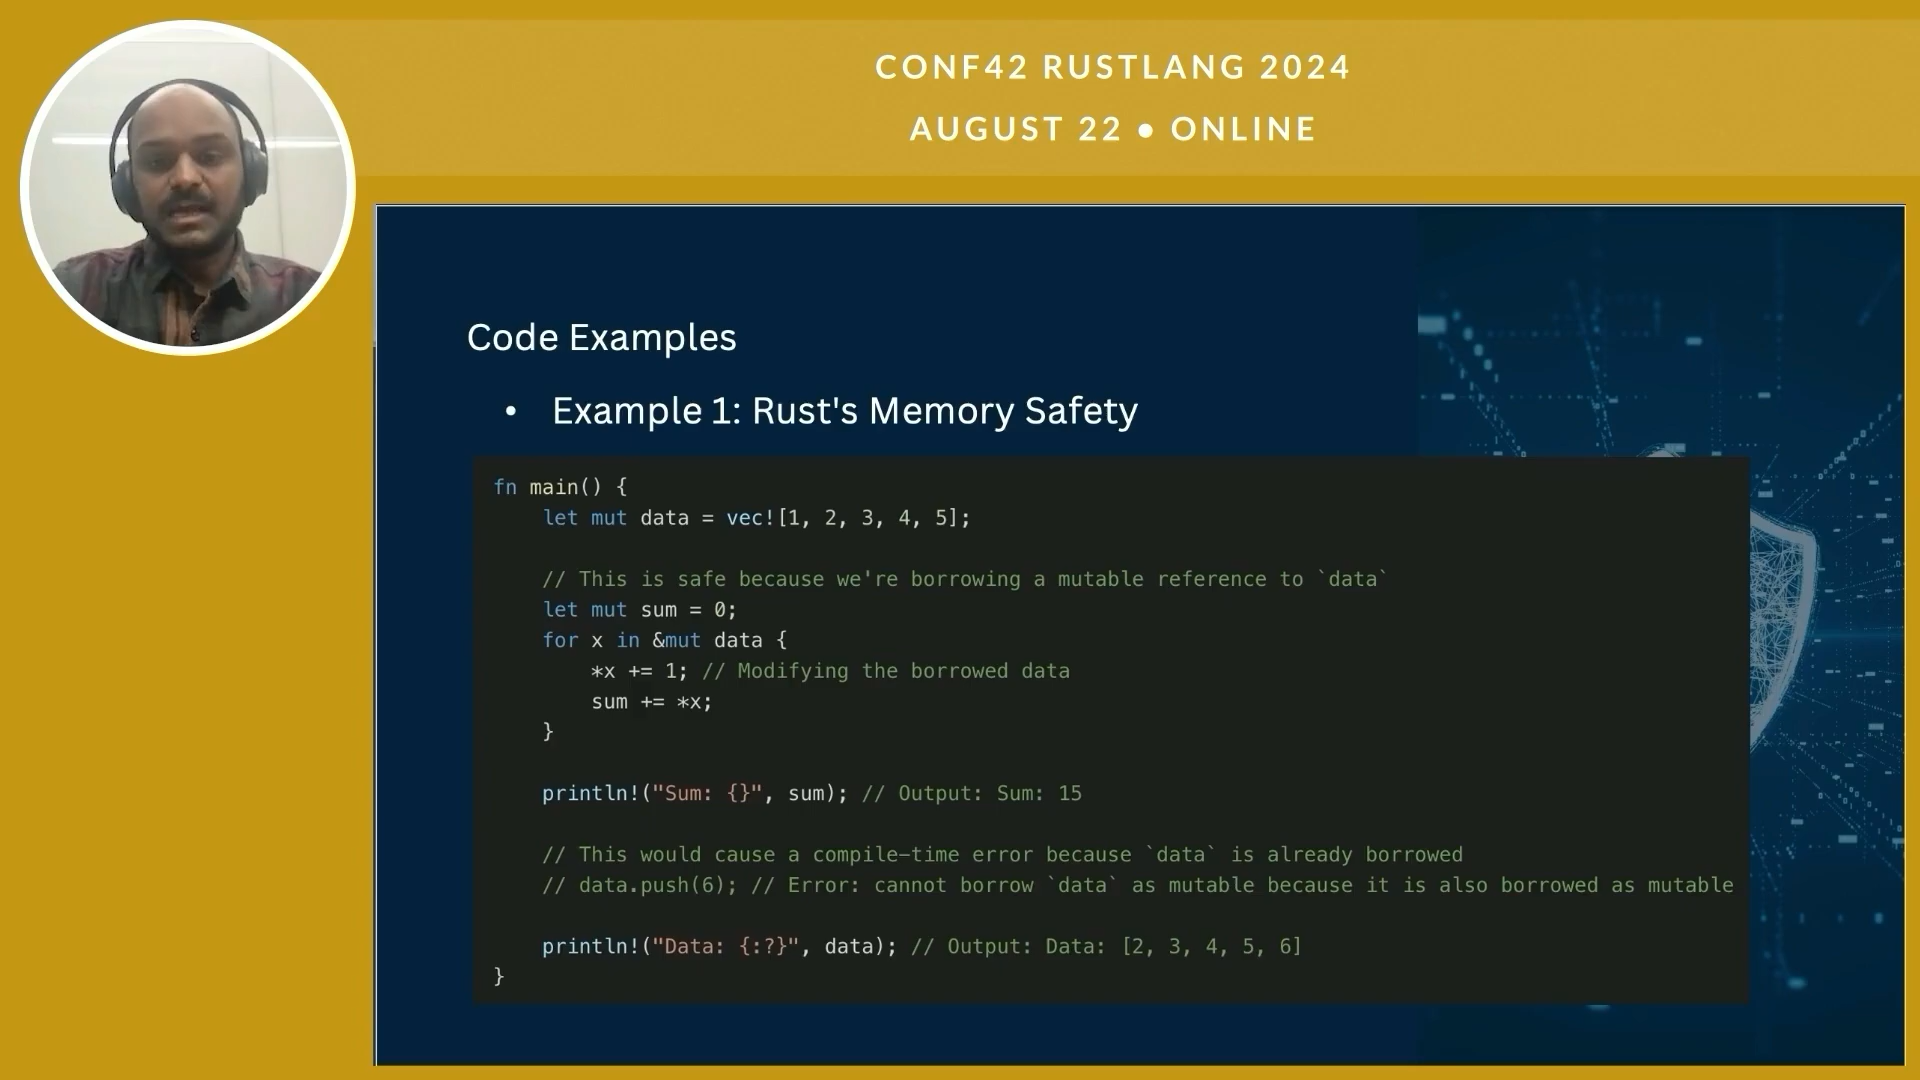 CONF42 RUSTLANG 2024
AUGUST 22 ● ONLINE
Code Examples
• Example 1: Rust's Memory Safety
fn main() {
    let mut data = vec![1, 2, 3, 4, 5];
    // This is safe because we're borrowing a mutable reference to `data`
    let mut sum = 0;
    for x in &mut data {
        *x += 1; // Modifying the borrowed data
        sum += *x;
    }
    println!("Sum: {}", sum); // Output: Sum: 15
    // This would cause a compile-time error because `data` is already borrowed
    // data.push(6); // Error: cannot borrow `data` as mutable because it is also borrowed as mutable
    println!("Data: {:?}", data); // Output: Data: [2, 3, 4, 5, 6]
}